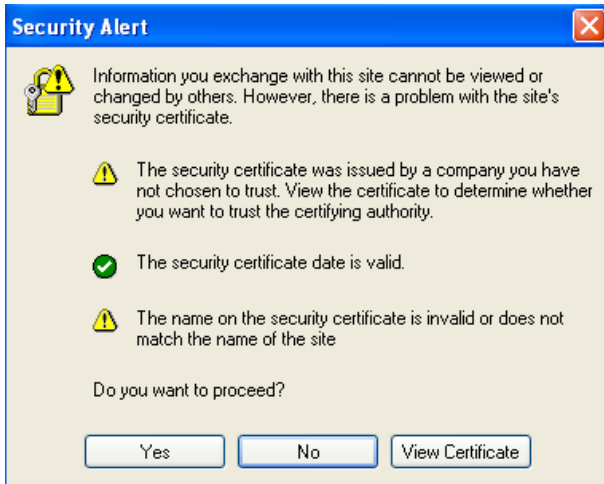 Security Alert
Information you exchange with this site cannot be viewed or
changed by others. However, there is a problem with the site's
security certificate.
The security certificate was issued by a company you have
not chosen to trust. View the certificate to determine whether
you want to trust the certifying authority.
The security certificate date is valid.
The name on the security certificate is invalid or does not
match the name of the site
Do you want to proceed?
Yes No View Certificate